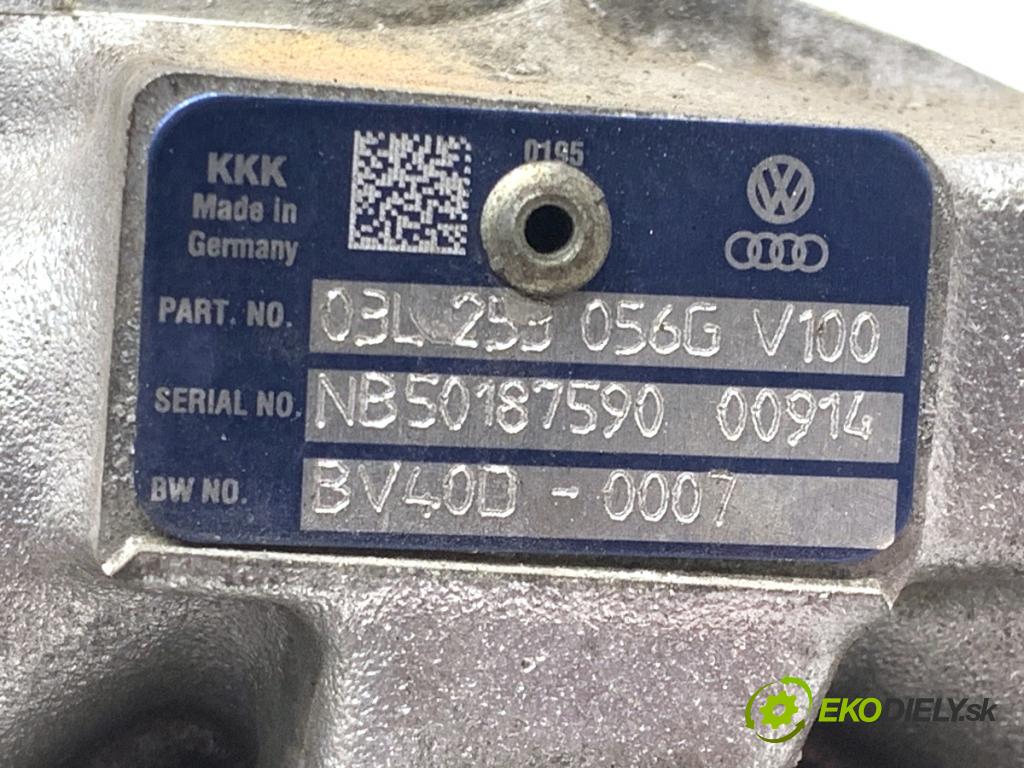 0195
KKK
Made in
Germany
PART. NO. 03L 253 056G V100
SERIAL NO. NB50187590 00914
BW NO. BV40D - 0007
EKODIELY.sk